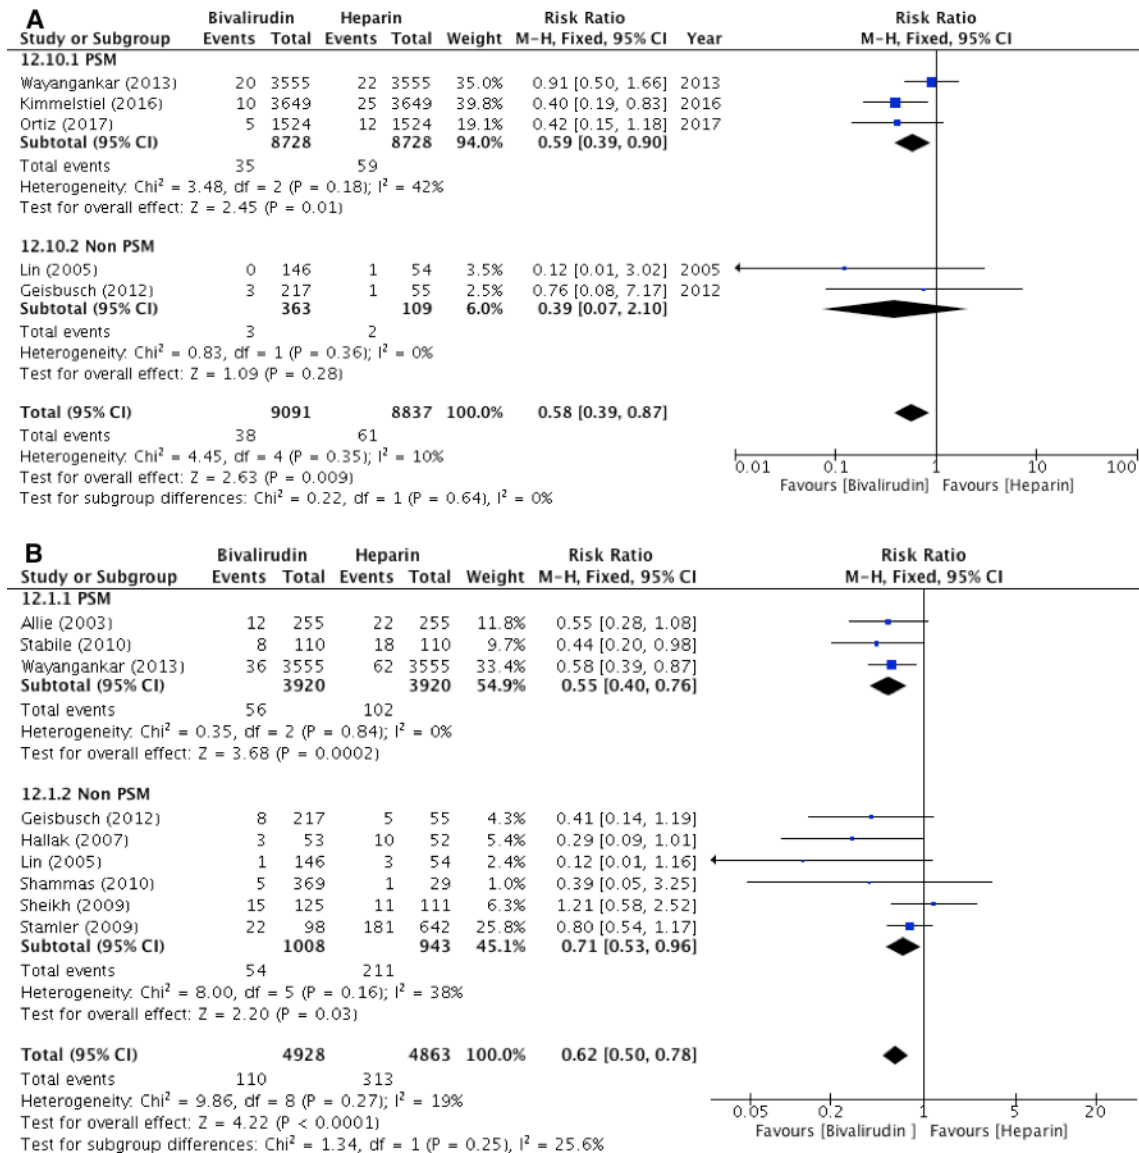 A
Bivalirudin Heparin Risk Ratio Risk Ratio
Study or Subgroup Events Total Events Total Weight M-H, Fixed, 95% CI Year M-H, Fixed, 95% CI
12.10.1 PSM
Wayangankar (2013) 20 3555 22 3555 35.0% 0.91 [0.50, 1.66] 2013
Kimmelstiel (2016) 10 3649 25 3649 39.8% 0.40 [0.19, 0.83] 2016
Ortiz (2017) 5 1524 12 1524 19.1% 0.42 [0.15, 1.18] 2017
Subtotal (95% CI) 8728 8728 94.0% 0.59 [0.39, 0.90]
Total events 35 59
Heterogeneity: Chi² = 3.48, df = 2 (P = 0.18); I² = 42%
Test for overall effect: Z = 2.45 (P = 0.01)
12.10.2 Non PSM
Lin (2005) 0 146 1 54 3.5% 0.12 [0.01, 3.02] 2005
Geisbusch (2012) 3 217 1 55 2.5% 0.76 [0.08, 7.17] 2012
Subtotal (95% CI) 363 109 6.0% 0.39 [0.07, 2.10]
Total events 3 2
Heterogeneity: Chi² = 0.83, df = 1 (P = 0.36); I² = 0%
Test for overall effect: Z = 1.09 (P = 0.28)
Total (95% CI) 9091 8837 100.0% 0.58 [0.39, 0.87]
Total events 38 61
Heterogeneity: Chi² = 4.45, df = 4 (P = 0.35); I² = 10%
Test for overall effect: Z = 2.63 (P = 0.009)
Test for subgroup differences: Chi² = 0.22, df = 1 (P = 0.64), I² = 0%
0.01 0.1 1 10 100
Favours [Bivalirudin] Favours [Heparin]
B
Bivalirudin Heparin Risk Ratio Risk Ratio
Study or Subgroup Events Total Events Total Weight M-H, Fixed, 95% CI M-H, Fixed, 95% CI
12.1.1 PSM
Allie (2003) 12 255 22 255 11.8% 0.55 [0.28, 1.08]
Stabile (2010) 8 110 18 110 9.7% 0.44 [0.20, 0.98]
Wayangankar (2013) 36 3555 62 3555 33.4% 0.58 [0.39, 0.87]
Subtotal (95% CI) 3920 3920 54.9% 0.55 [0.40, 0.76]
Total events 56 102
Heterogeneity: Chi² = 0.35, df = 2 (P = 0.84); I² = 0%
Test for overall effect: Z = 3.68 (P = 0.0002)
12.1.2 Non PSM
Geisbusch (2012) 8 217 5 55 4.3% 0.41 [0.14, 1.19]
Hallak (2007) 3 53 10 52 5.4% 0.29 [0.09, 1.01]
Lin (2005) 1 146 3 54 2.4% 0.12 [0.01, 1.16]
Shammas (2010) 5 369 1 29 1.0% 0.39 [0.05, 3.25]
Sheikh (2009) 15 125 11 111 6.3% 1.21 [0.58, 2.52]
Stamler (2009) 22 98 181 642 25.8% 0.80 [0.54, 1.17]
Subtotal (95% CI) 1008 943 45.1% 0.71 [0.53, 0.96]
Total events 54 211
Heterogeneity: Chi² = 8.00, df = 5 (P = 0.16); I² = 38%
Test for overall effect: Z = 2.20 (P = 0.03)
Total (95% CI) 4928 4863 100.0% 0.62 [0.50, 0.78]
Total events 110 313
Heterogeneity: Chi² = 9.86, df = 8 (P = 0.27); I² = 19%
Test for overall effect: Z = 4.22 (P < 0.0001)
Test for subgroup differences: Chi² = 1.34, df = 1 (P = 0.25), I² = 25.6%
0.05 0.2 1 5 20
Favours [Bivalirudin ] Favours [Heparin]